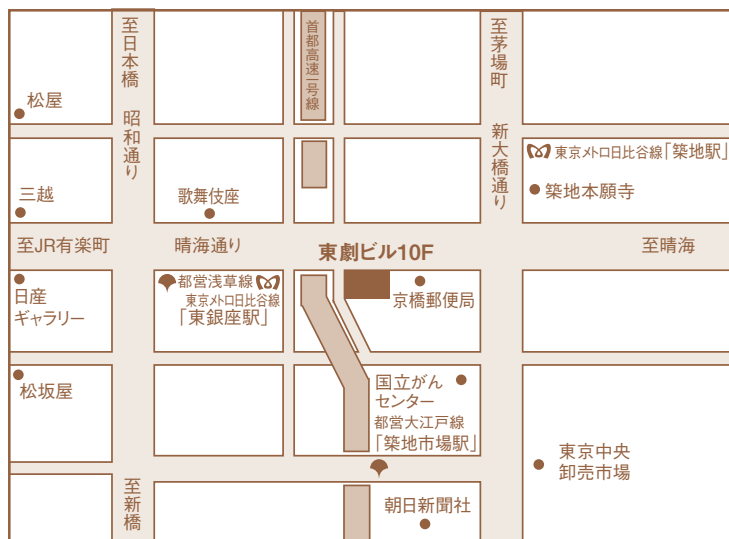 至日本橋 昭和通り
首都高速一号線
至茅場町 新大橋通り
松屋
東京メトロ日比谷線「築地駅」
三越
歌舞伎座
築地本願寺
至JR有楽町
晴海通り
東劇ビル10F
至晴海
日産
ギャラリー
都営浅草線
東京メトロ日比谷線
「東銀座駅」
京橋郵便局
松坂屋
国立がん
センター
都営大江戸線
「築地市場駅」
東京中央
卸売市場
至新橋
朝日新聞社